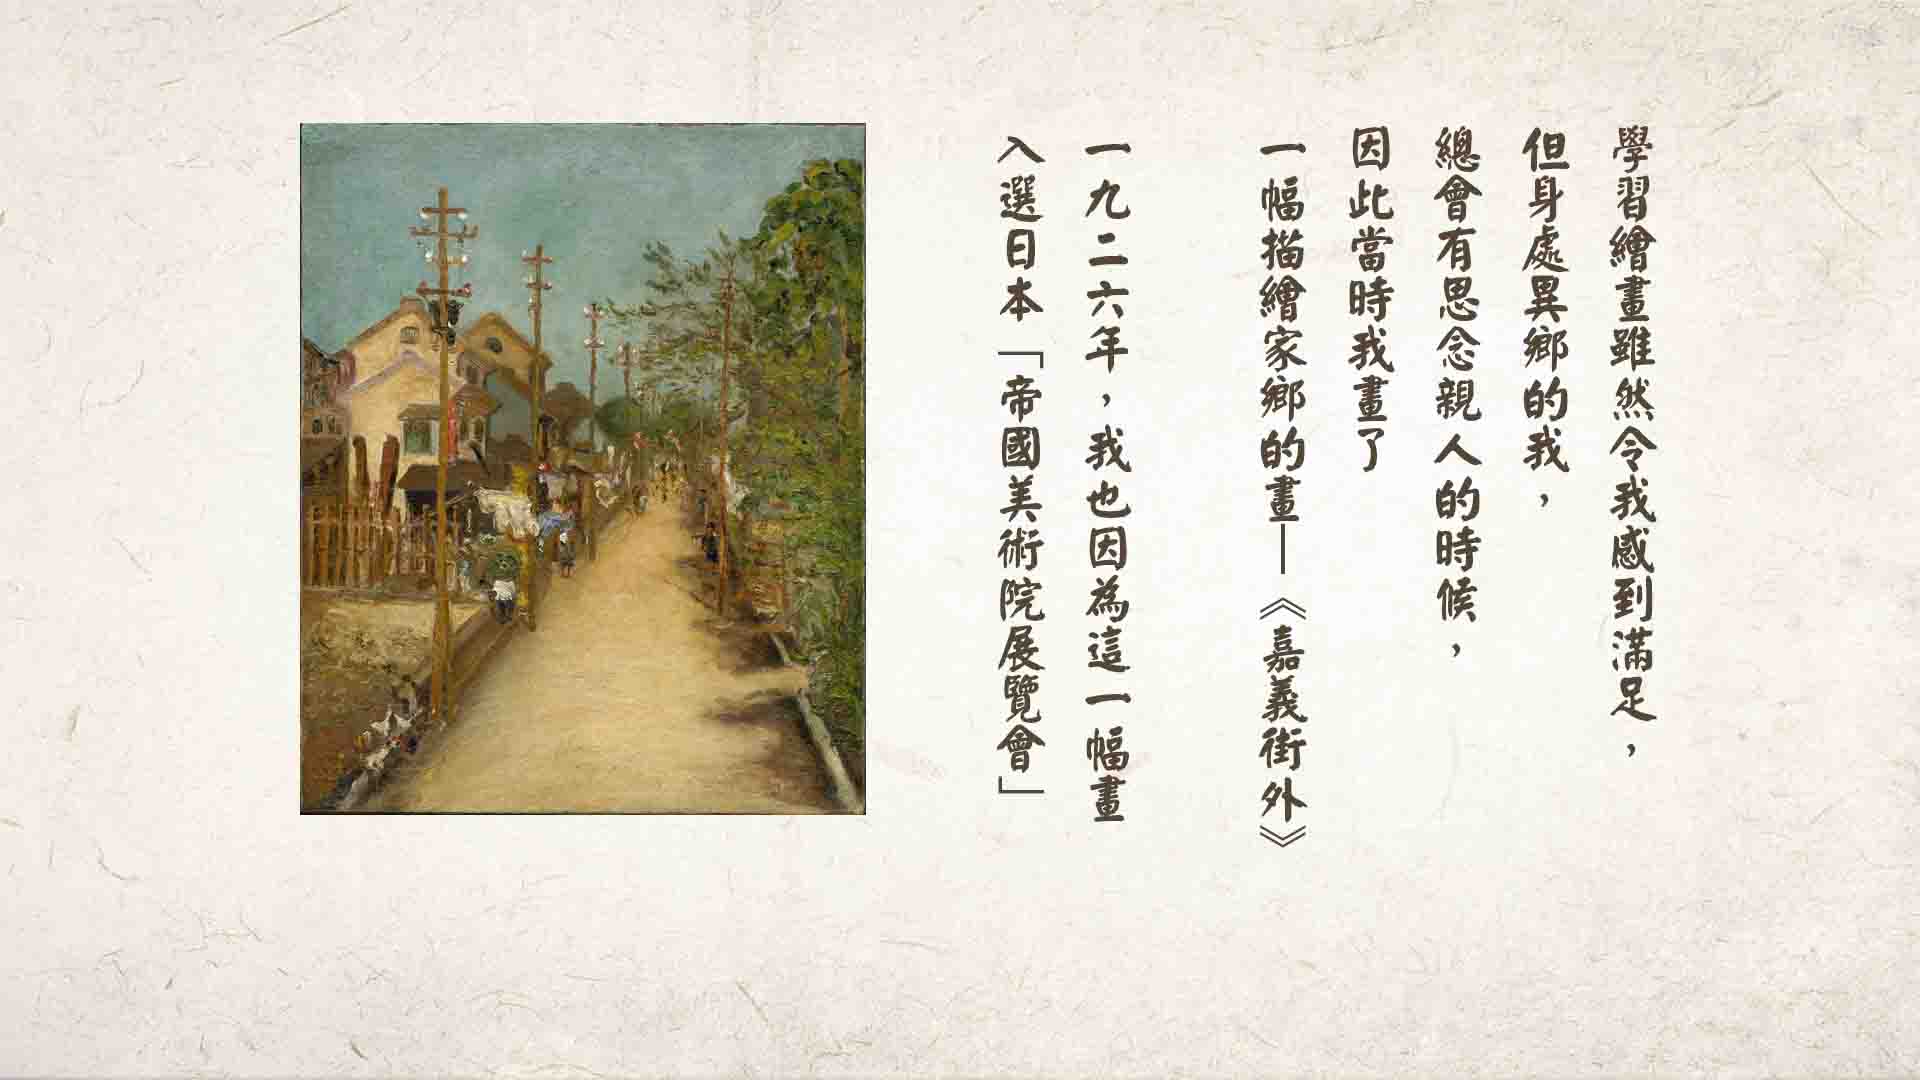 學習繪畫雖然令我感到滿足，
但身處異鄉的我，
總會有思念親人的時候，
因此當時我畫了
一幅描繪家鄉的畫—《嘉義街外》
一九二六年，我也因為這一幅畫
入選日本「帝國美術院展覽會」